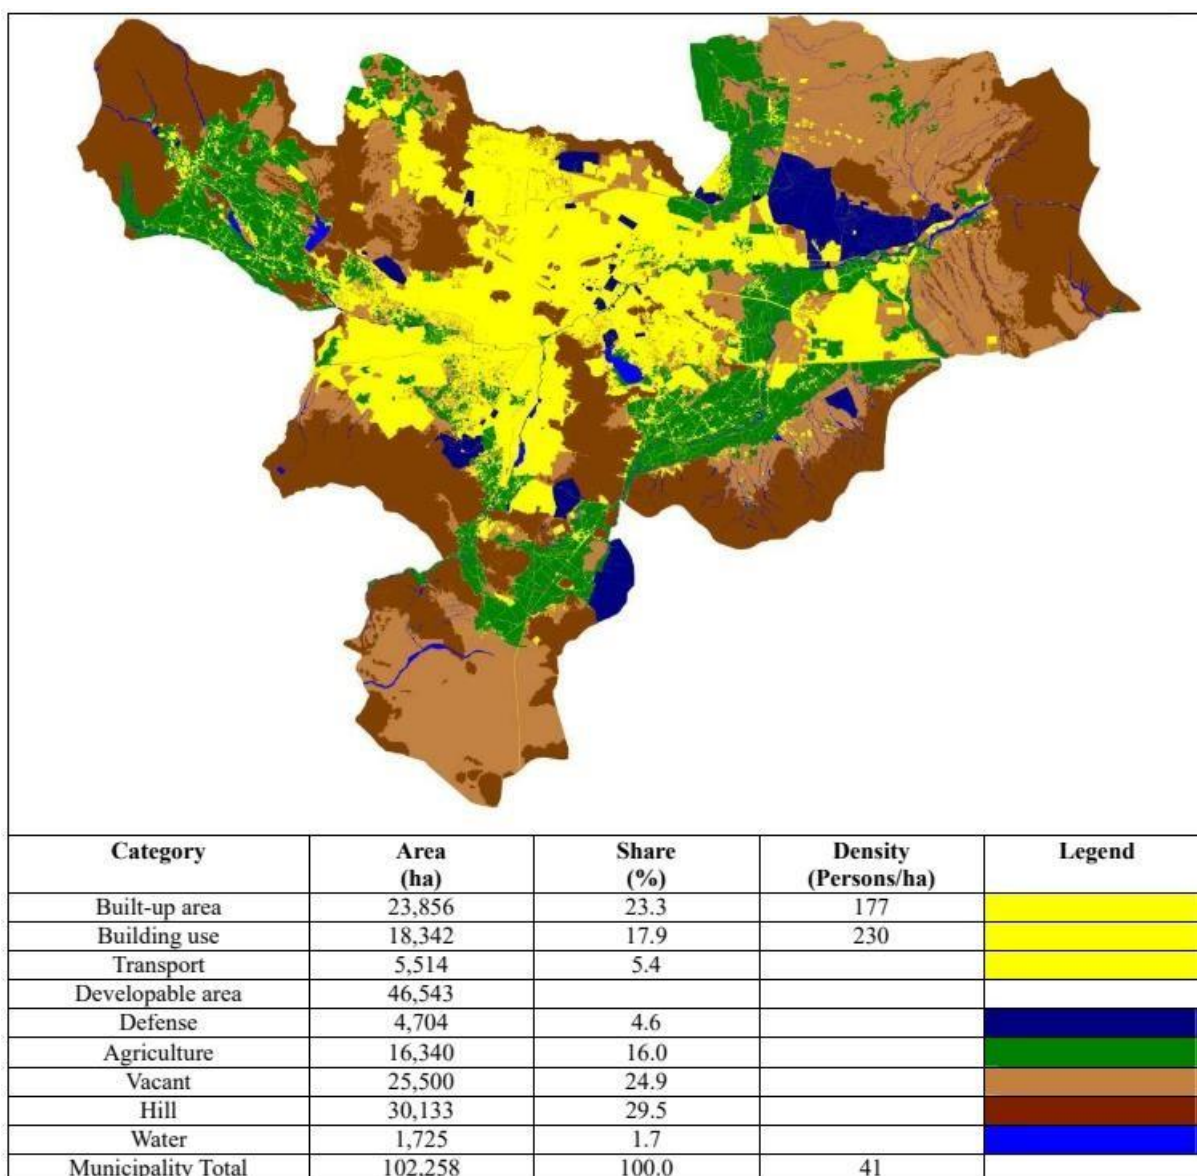 Category Area (ha) Share (%) Density (Persons/ha) Legend
Built-up area 23,856 23.3 177
Building use 18,342 17.9 230
Transport 5,514 5.4
Developable area 46,543
Defense 4,704 4.6
Agriculture 16,340 16.0
Vacant 25,500 24.9
Hill 30,133 29.5
Water 1,725 1.7
Municipality Total 102,258 100.0 41